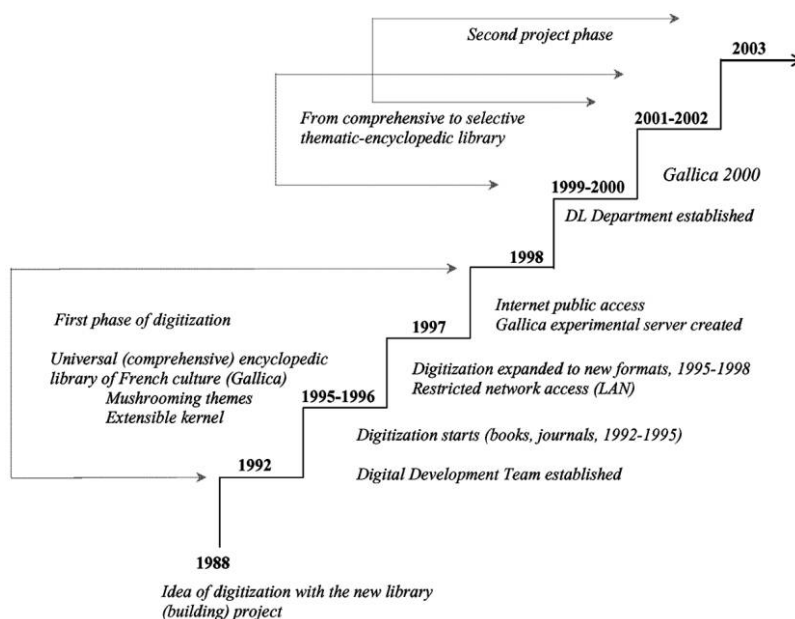 Second project phase
2003
From comprehensive to selective
thematic-encyclopedic library
2001-2002
Gallica 2000
1999-2000
DL Department established
1998
First phase of digitization
Internet public access
Gallica experimental server created
1997
Universal (comprehensive) encyclopedic
library of French culture (Gallica)
Mushrooming themes
Extensible kernel
Digitization expanded to new formats, 1995-1998
Restricted network access (LAN)
1995-1996
Digitization starts (books, journals, 1992-1995)
1992
Digital Development Team established
1988
Idea of digitization with the new library
(building) project